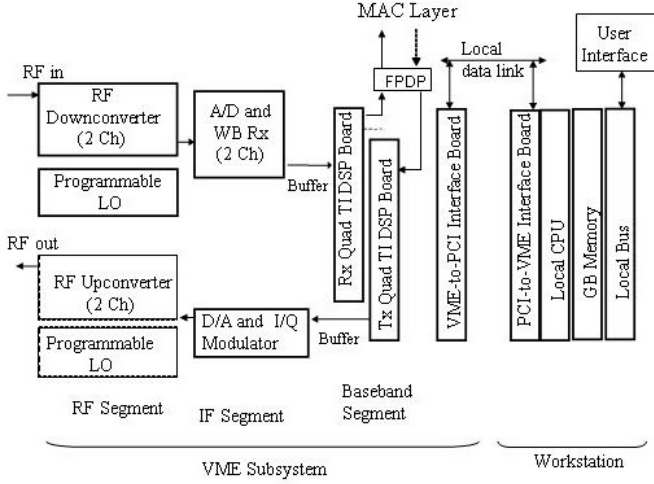 MAC Layer
User
Interface
Local
data link
RF in
FPDP
RF
Downconverter
(2 Ch)
A/D and
WB Rx
(2 Ch)
Buffer
Programmable
LO
Rx Quad TI DSP Board
Tx Quad TI DSP Board
VME-to-PCI Interface Board
PCI-to-VME Interface Board
Local CPU
GB Memory
Local Bus
RF out
RF Upconverter
(2 Ch)
D/A and I/Q
Modulator
Buffer
Programmable
LO
RF Segment
IF Segment
Baseband
Segment
VME Subsystem
Workstation